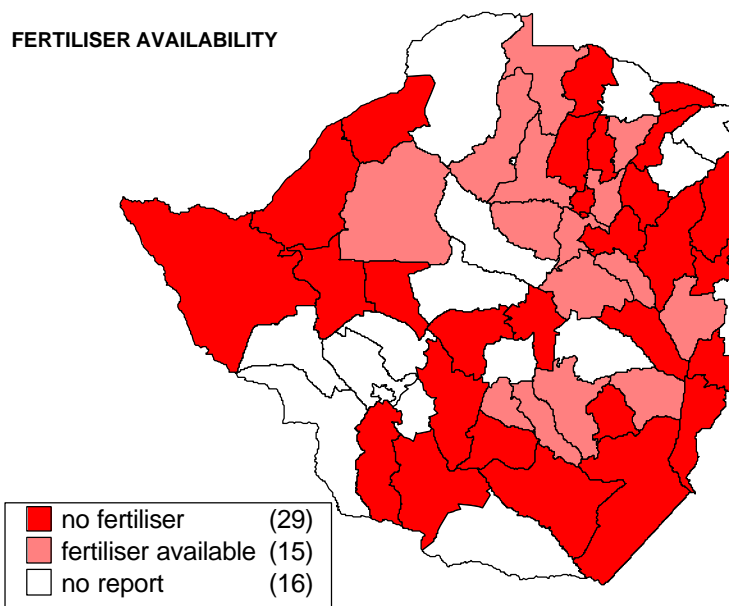 FERTILISER AVAILABILITY
no fertiliser (29)
fertiliser available (15)
no report (16)